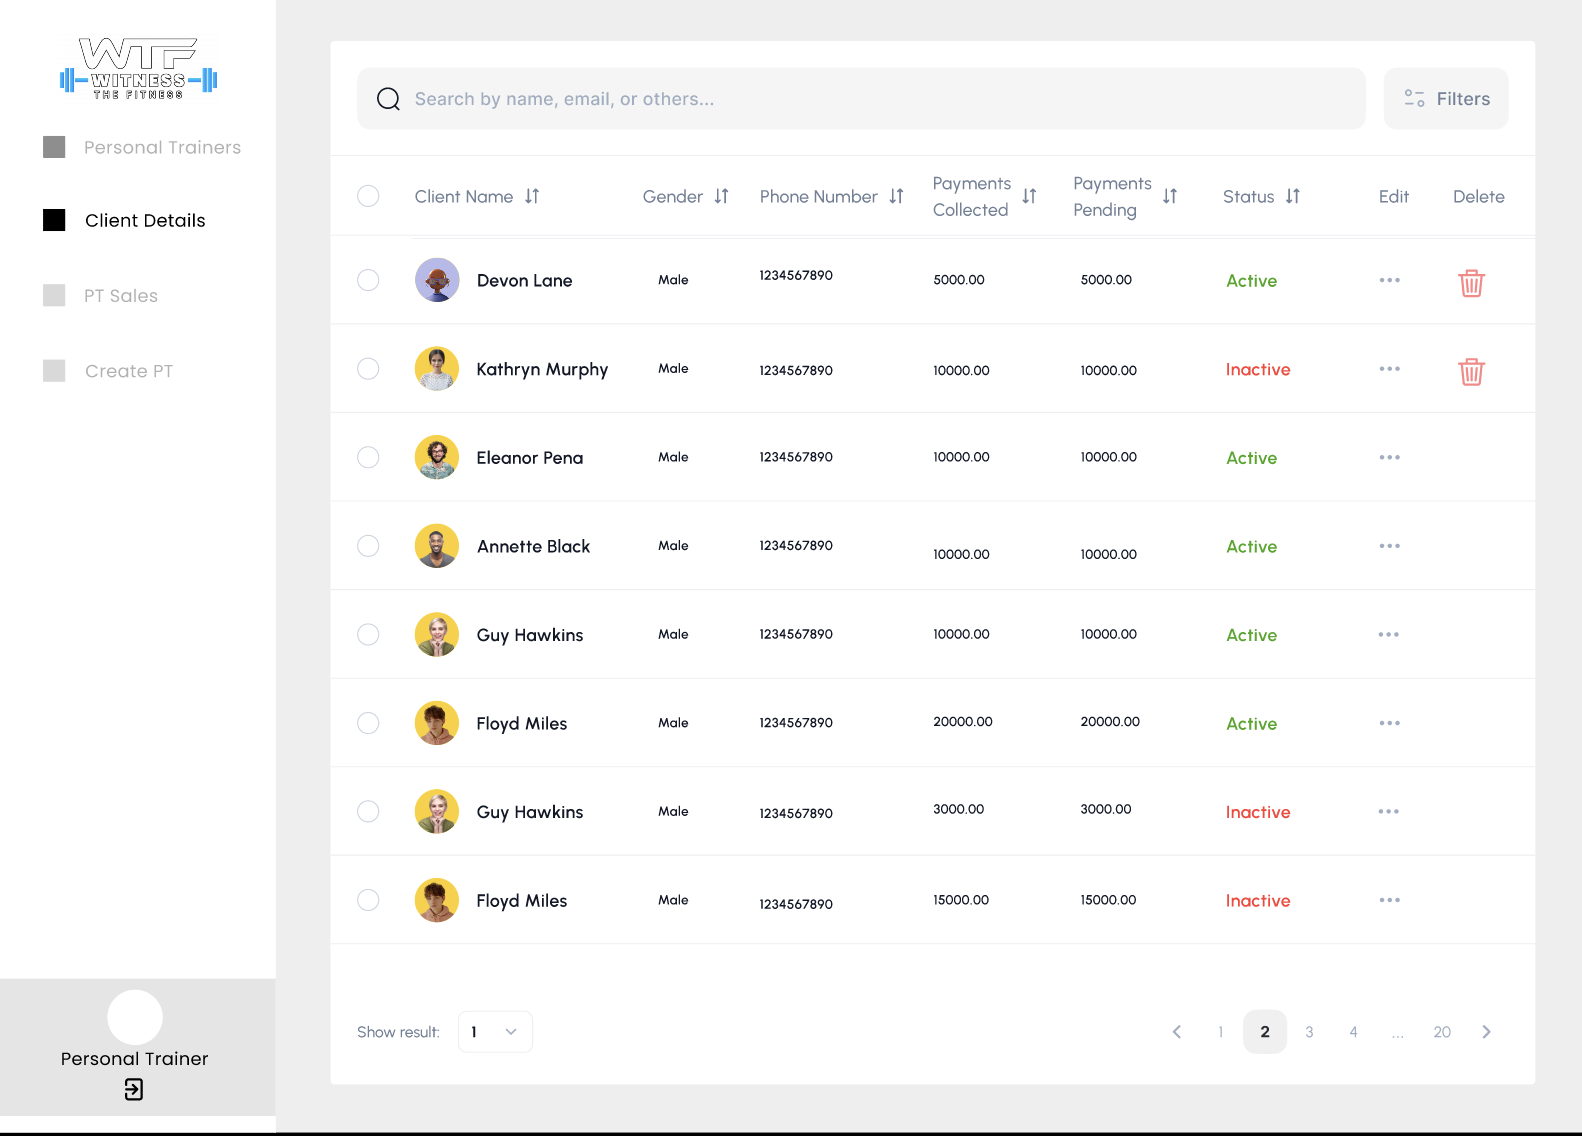 WTF
WITNESS
THE FITNESS
Personal Trainers
Client Details
PT Sales
Create PT
Personal Trainer
Search by name, email, or others...
Filters
Client Name Gender Phone Number Payments Collected Payments Pending Status Edit Delete
Devon Lane Male 1234567890 5000.00 5000.00 Active
Kathryn Murphy Male 1234567890 10000.00 10000.00 Inactive
Eleanor Pena Male 1234567890 10000.00 10000.00 Active
Annette Black Male 1234567890 10000.00 10000.00 Active
Guy Hawkins Male 1234567890 10000.00 10000.00 Active
Floyd Miles Male 1234567890 20000.00 20000.00 Active
Guy Hawkins Male 1234567890 3000.00 3000.00 Inactive
Floyd Miles Male 1234567890 15000.00 15000.00 Inactive
Show result: 1
1 2 3 4 ... 20